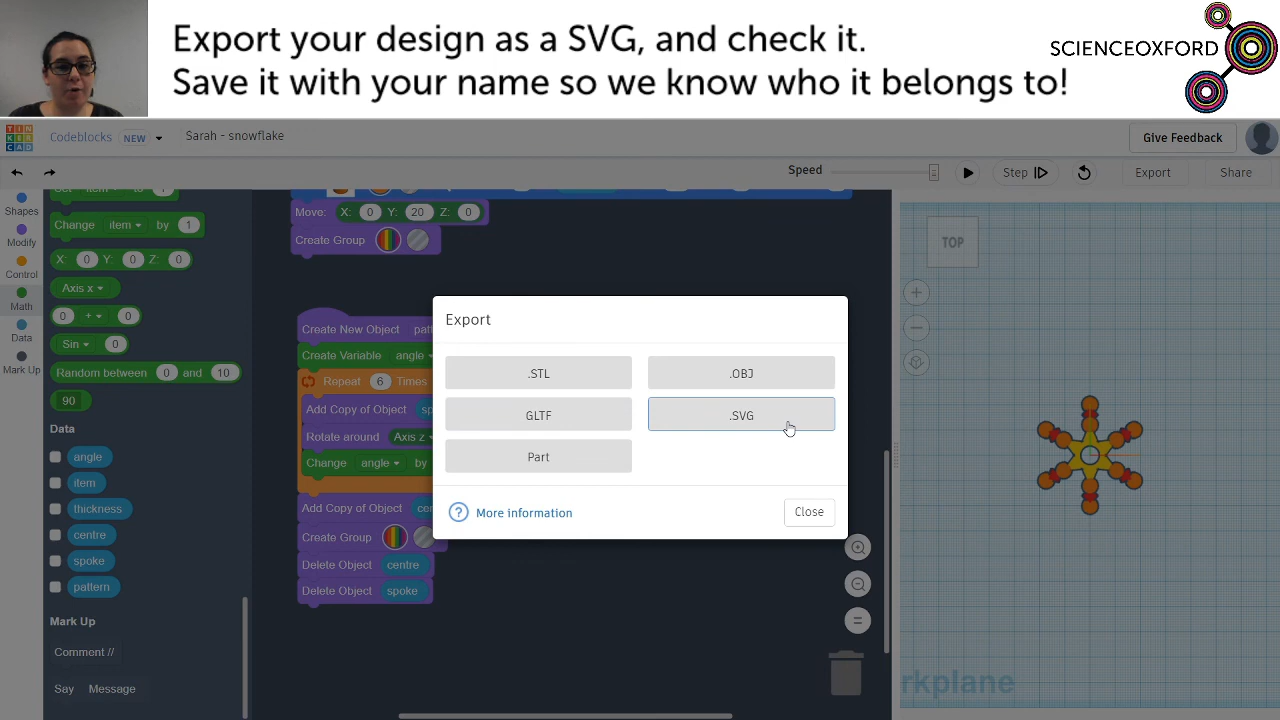 Export your design as a SVG, and check it.
Save it with your name so we know who it belongs to!
SCIENCEOXFORD
TINKERCAD
Codeblocks NEW
Sarah - snowflake
Give Feedback
Speed
Step
Export
Share
Shapes
Modify
Control
Math
Data
Mark Up
Change item by 1
X: 0 Y: 0 Z: 0
Axis x
0 + 0
Sin 0
Random between 0 and 10
90
Data
angle
item
thickness
centre
spoke
pattern
Mark Up
Comment //
Say Message
Move: X: 0 Y: 20 Z: 0
Create Group
Create New Object
Create Variable angle
Repeat 6 Times
Add Copy of Object
Rotate around Axis z
Change angle by
Add Copy of Object
Create Group
Delete Object centre
Delete Object spoke
Export
.STL
.OBJ
GLTF
.SVG
Part
? More information
Close
TOP